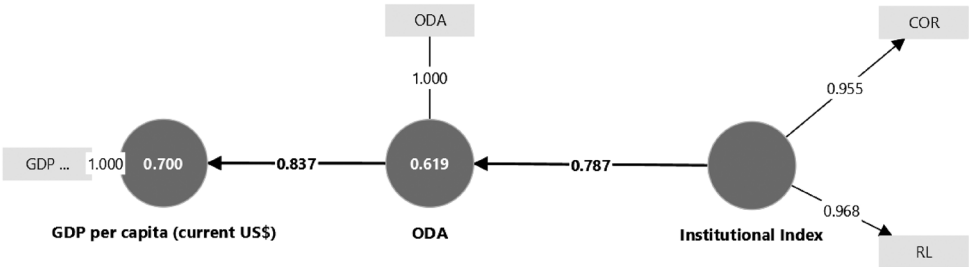 ODA
COR
1.000
0.955
GDP ...
1.000
0.700
0.837
0.619
0.787
0.968
GDP per capita (current US$)
ODA
Institutional Index
RL